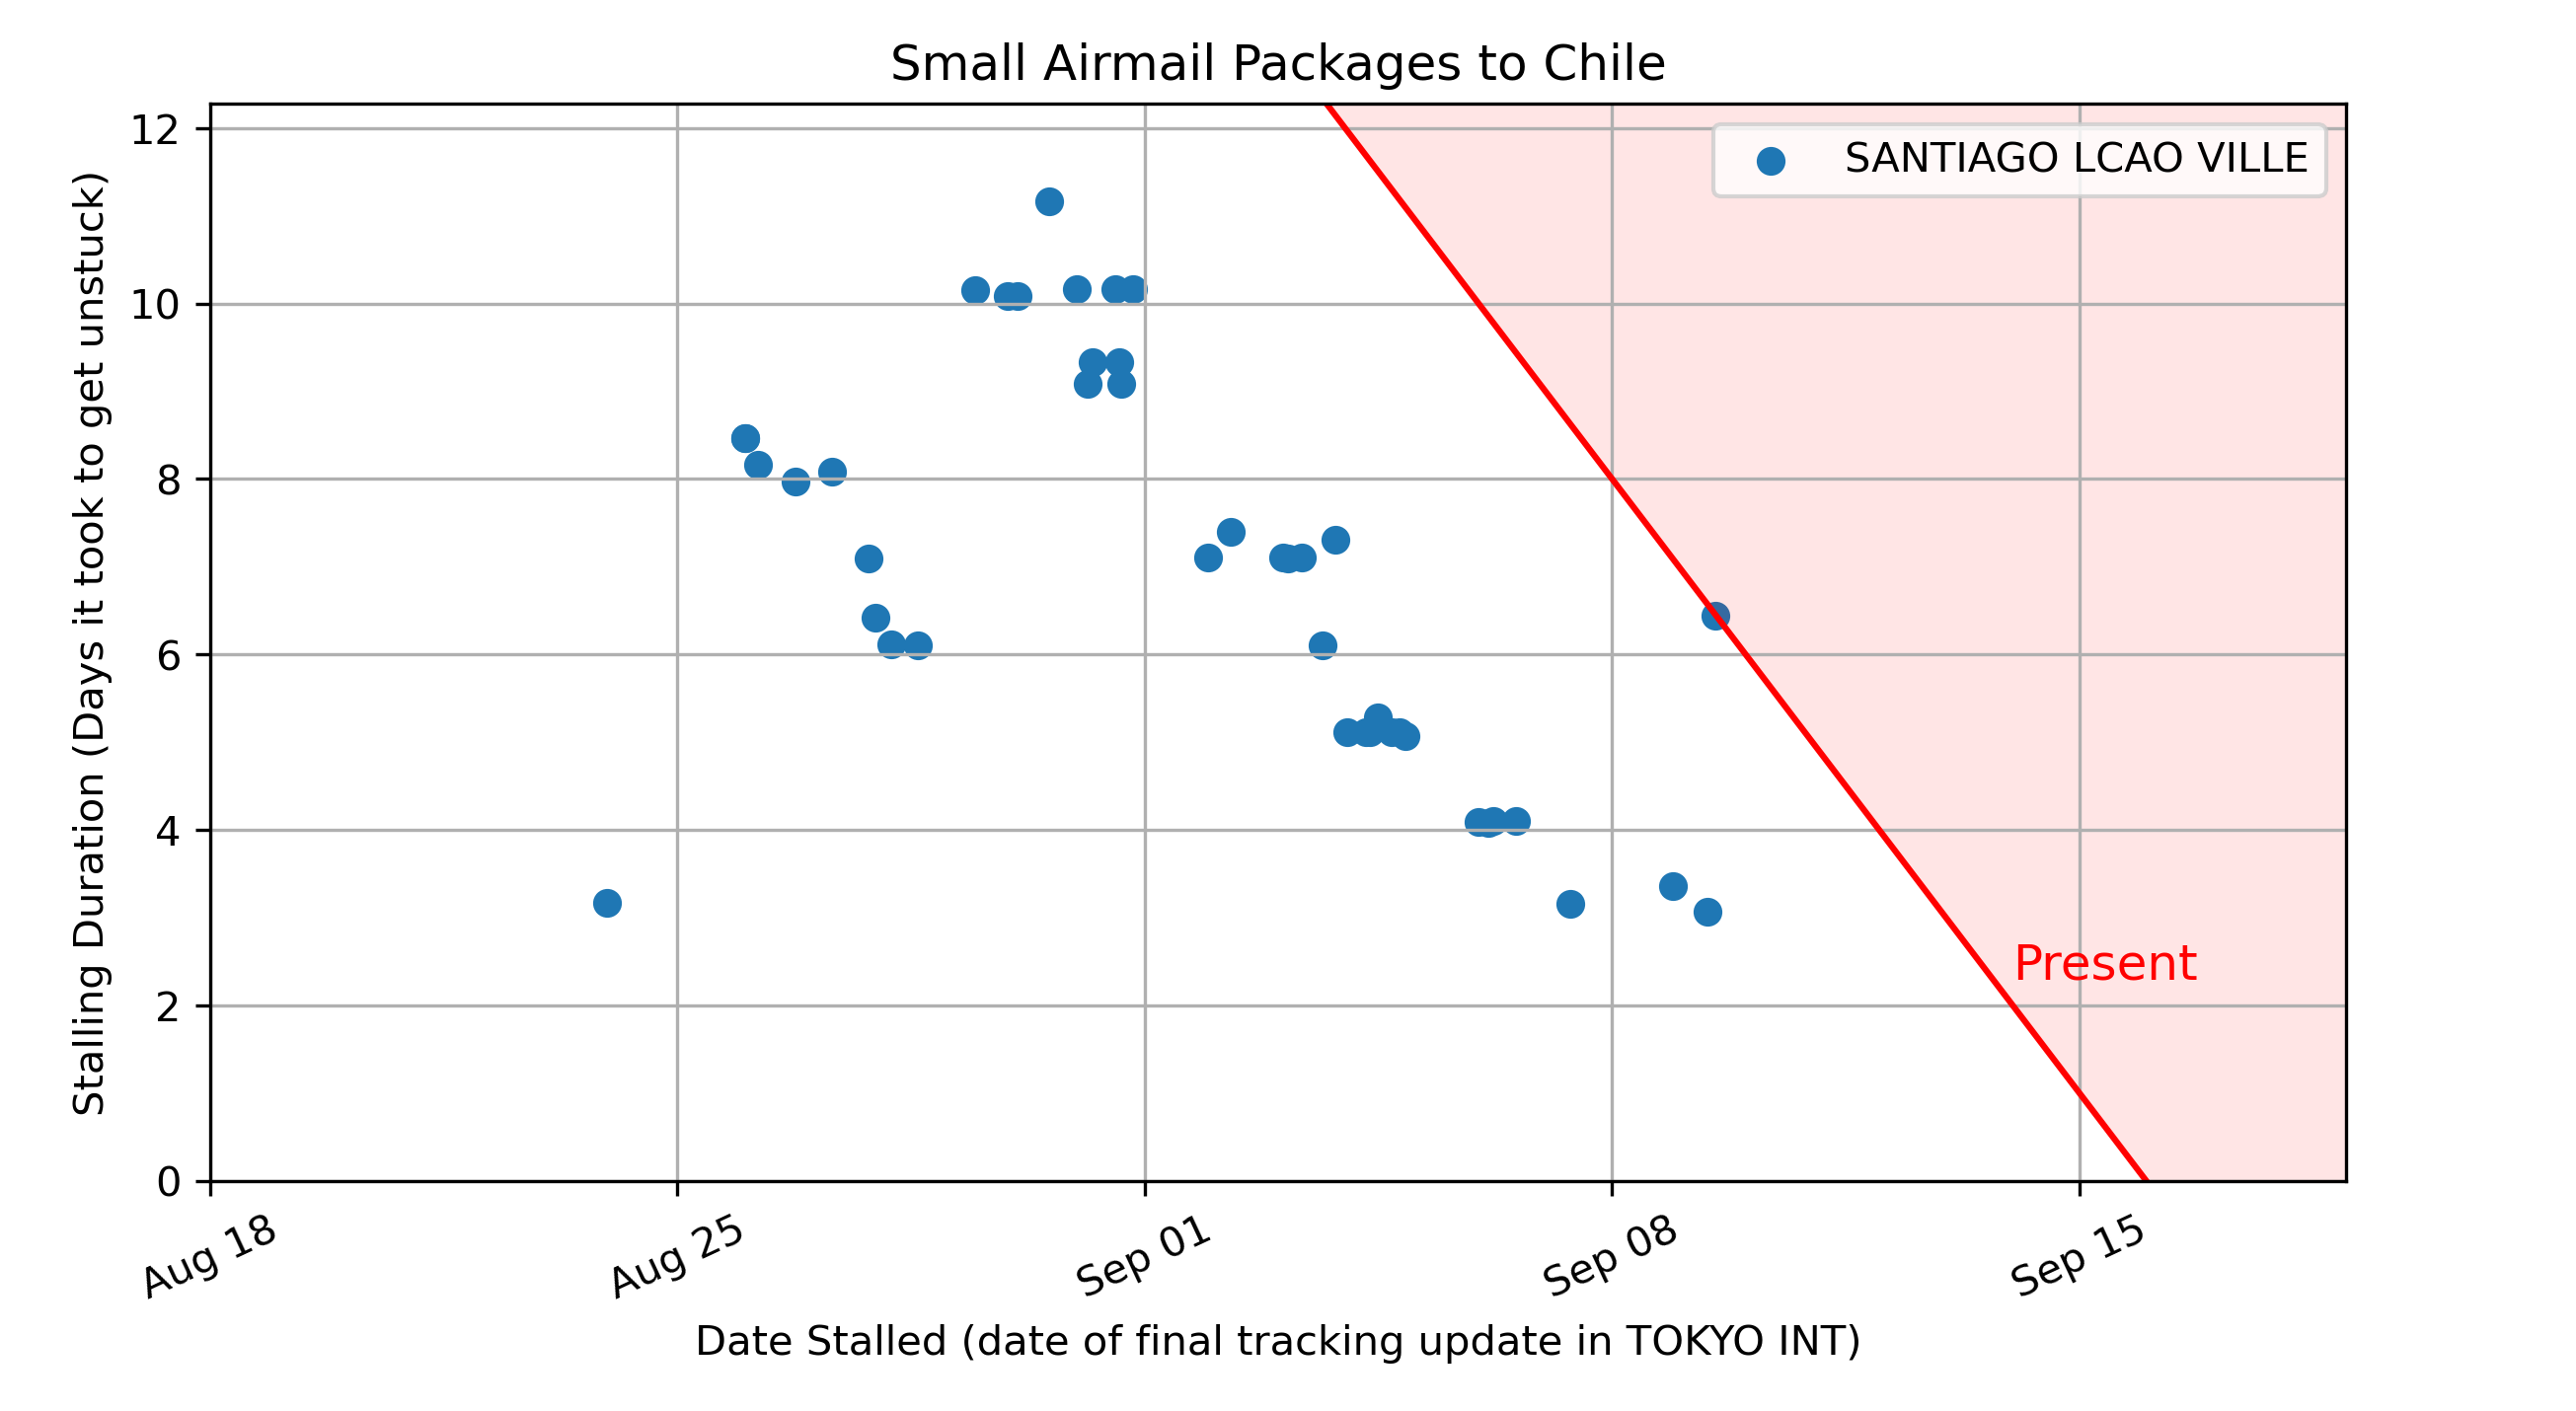 Small Airmail Packages to Chile
SANTIAGO LCAO VILLE
Stalling Duration (Days it took to get unstuck)
12
10
8
6
4
2
0
Present
Aug 18
Aug 25
Sep 01
Sep 08
Sep 15
Date Stalled (date of final tracking update in TOKYO INT)